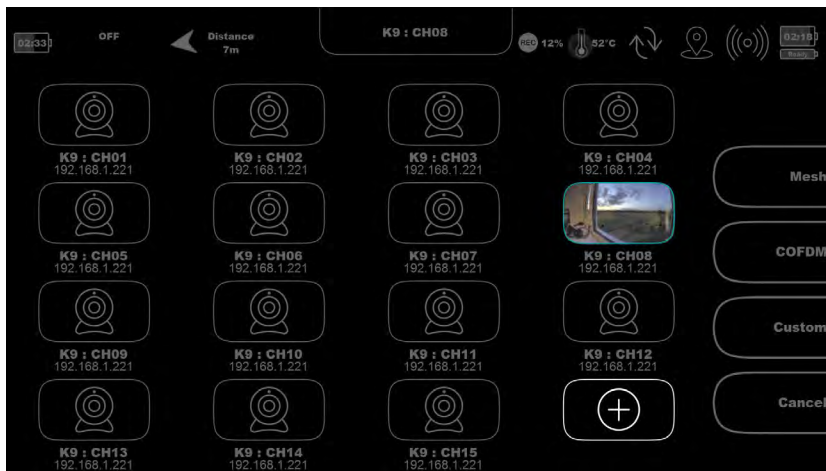 02:33
OFF
Distance
7m
K9 : CH08
REC 12%
52°C
02:18
Ready
K9 : CH01
192.168.1.221
K9 : CH02
192.168.1.221
K9 : CH03
192.168.1.221
K9 : CH04
192.168.1.221
Mesh
K9 : CH05
192.168.1.221
K9 : CH06
192.168.1.221
K9 : CH07
192.168.1.221
K9 : CH08
192.168.1.221
COFDM
K9 : CH09
192.168.1.221
K9 : CH10
192.168.1.221
K9 : CH11
192.168.1.221
K9 : CH12
192.168.1.221
Custom
K9 : CH13
192.168.1.221
K9 : CH14
192.168.1.221
K9 : CH15
192.168.1.221
Cancel